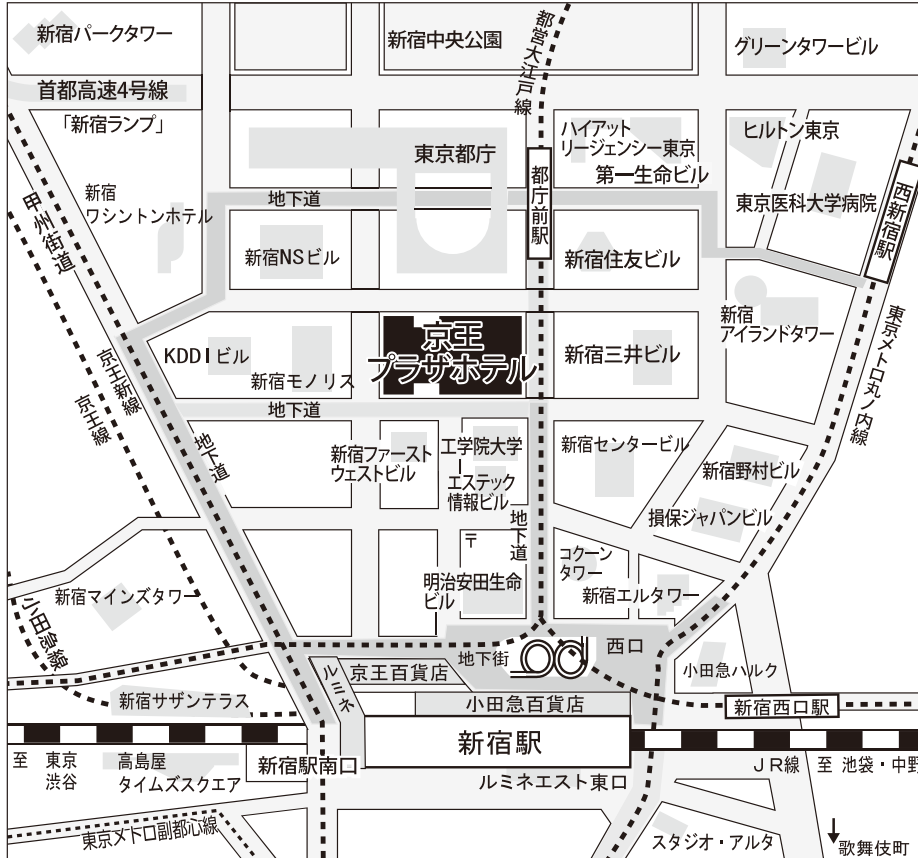 新宿パークタワー
新宿中央公園
都営大江戸線
グリーンタワービル
首都高速4号線
「新宿ランプ」
ハイアット
リージェンシー東京
ヒルトン東京
東京都庁
第一生命ビル
都庁前駅
西新宿駅
新宿
ワシントンホテル
地下道
東京医科大学病院
甲州街道
新宿NSビル
新宿住友ビル
新宿
アイランドタワー
東京メトロ丸ノ内線
京王
プラザホテル
KDDIビル
新宿モノリス
新宿三井ビル
京王新線
京王線
地下道
地下道
新宿ファースト
ウェストビル
工学院大学
エステック
情報ビル
新宿センタービル
新宿野村ビル
損保ジャパンビル
地下道
〒
コクーン
タワー
明治安田生命
ビル
新宿エルタワー
新宿マインズタワー
小田急線
地下街
西口
小田急ハルク
京王百貨店
ルミネ
新宿サザンテラス
小田急百貨店
新宿西口駅
新宿駅
至 東京
渋谷
高島屋
タイムズスクエア
新宿駅南口
ルミネエスト東口
JR線 至 池袋・中野
東京メトロ副都心線
スタジオ・アルタ
歌舞伎町